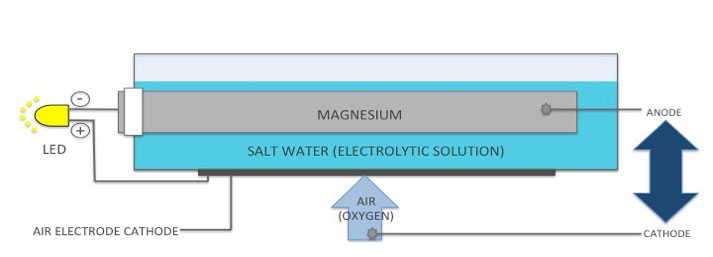 -
MAGNESIUM
ANODE
+
LED
SALT WATER (ELECTROLYTIC SOLUTION)
AIR
(OXYGEN)
AIR ELECTRODE CATHODE
CATHODE